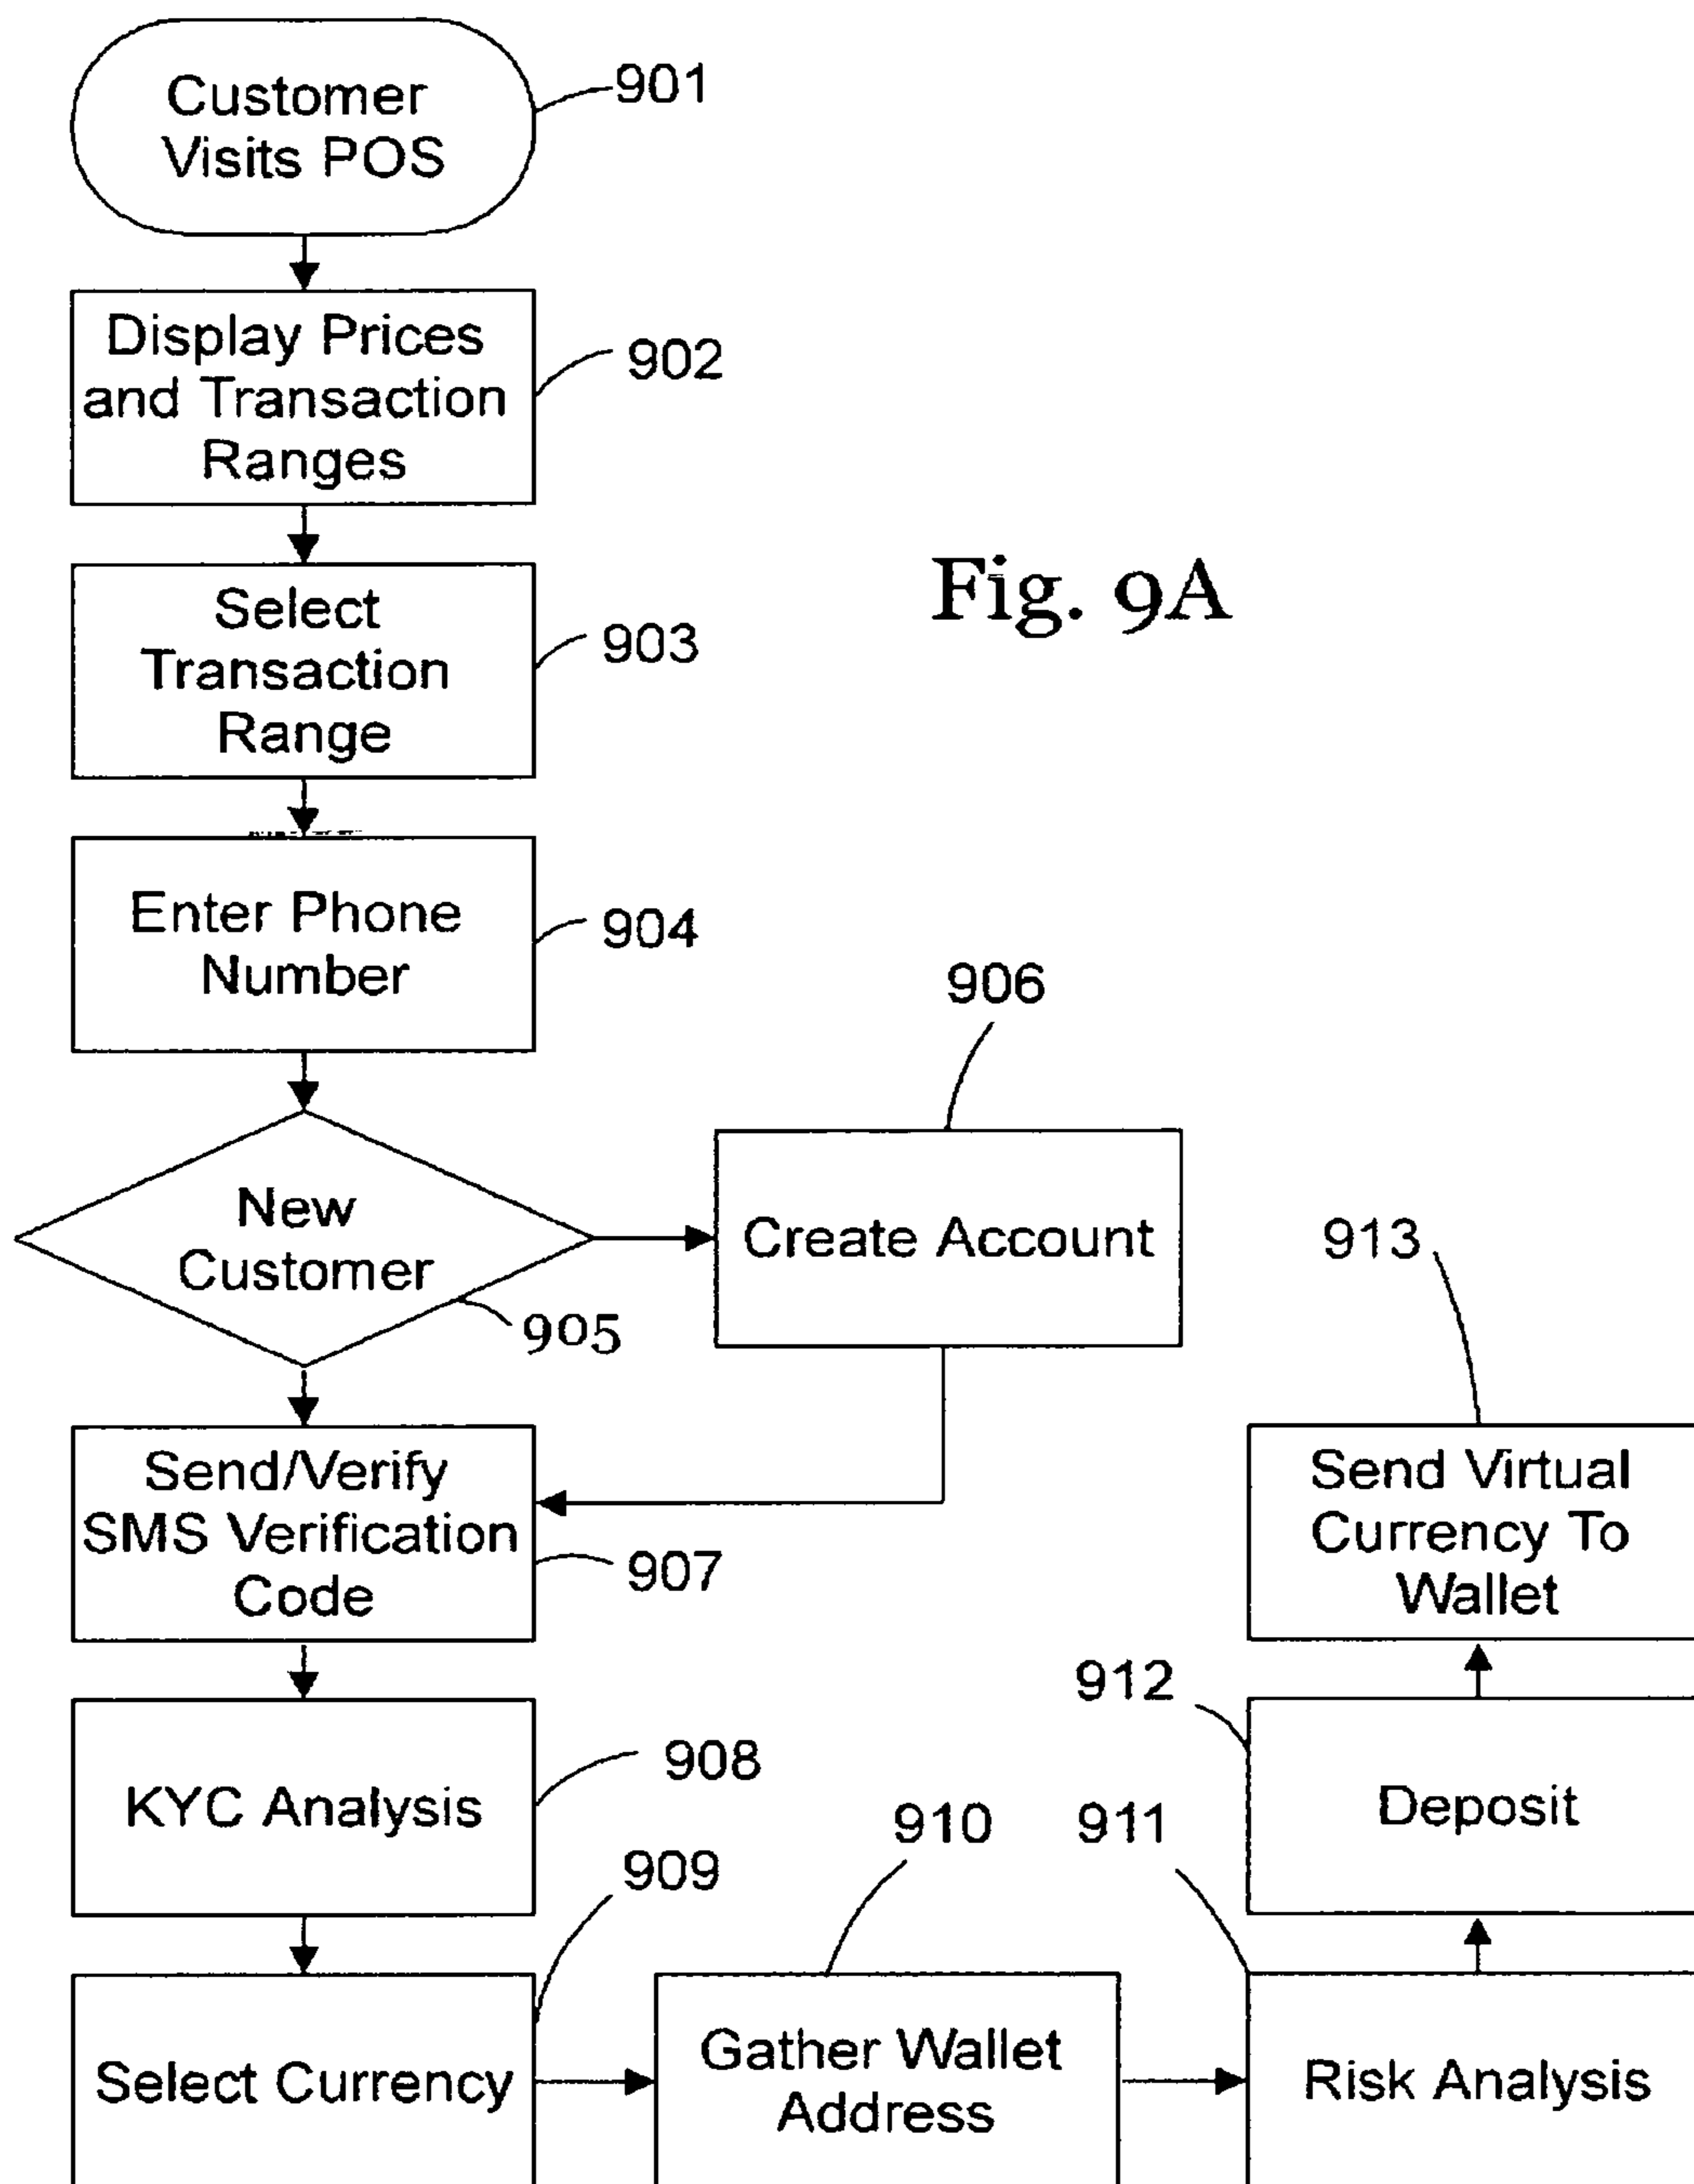 Customer
Visits POS
901
Display Prices
and Transaction
Ranges
902
Fig. 9A
Select
Transaction
Range
903
Enter Phone
Number
904
906
New
Customer
905
Create Account
913
Send/Verify
SMS Verification
Code
907
Send Virtual
Currency To
Wallet
912
KYC Analysis
908
Deposit
909
910
911
Select Currency
Gather Wallet
Address
Risk Analysis